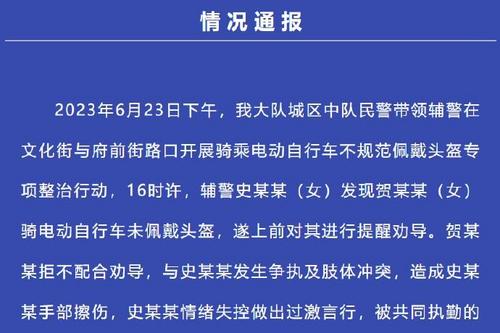 情况通报
2023年6月23日下午，我大队城区中队民警带领辅警在
文化街与府前街路口开展骑乘电动自行车不规范佩戴头盔专
项整治行动，16时许，辅警史某某（女）发现贺某某（女）
骑电动自行车未佩戴头盔，遂上前对其进行提醒劝导。贺某
某拒不配合劝导，与史某某发生争执及肢体冲突，造成史某
某手部擦伤，史某某情绪失控做出过激言行，被共同执勤的